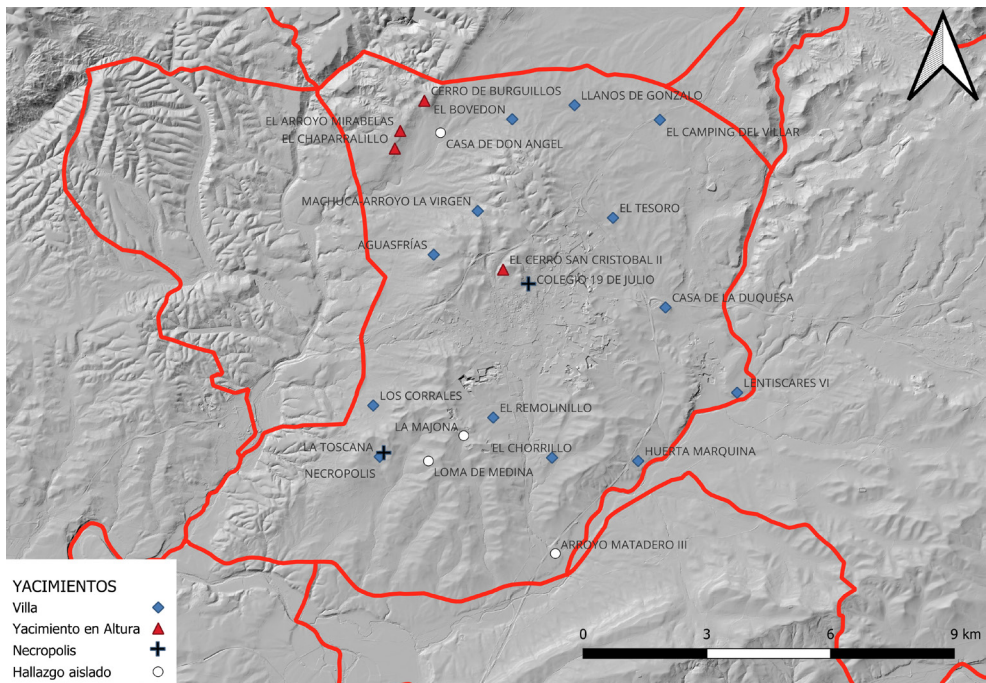 CERRO DE BURGUILLOS
LLANOS DE GONZALO
EL BOVEDON
EL ARROYO MIRABELAS
EL CAMPING DEL VILLAR
EL CHAPARRALILLO
CASA DE DON ANGEL
MACHUCA-ARROYO LA VIRGEN
EL TESORO
AGUASFRÍAS
EL CERRO SAN CRISTOBAL II
COLEGIO 19 DE JULIO
CASA DE LA DUQUESA
LENTISCARES VI
LOS CORRALES
EL REMOLINILLO
LA MAJONA
LA TOSCANA
EL CHORRILLO
HUERTA MARQUINA
NECROPOLIS
LOMA DE MEDINA
ARROYO MATADERO III
YACIMIENTOS
Villa
Yacimiento en Altura
Necropolis
Hallazgo aislado
0 3 6 9 km